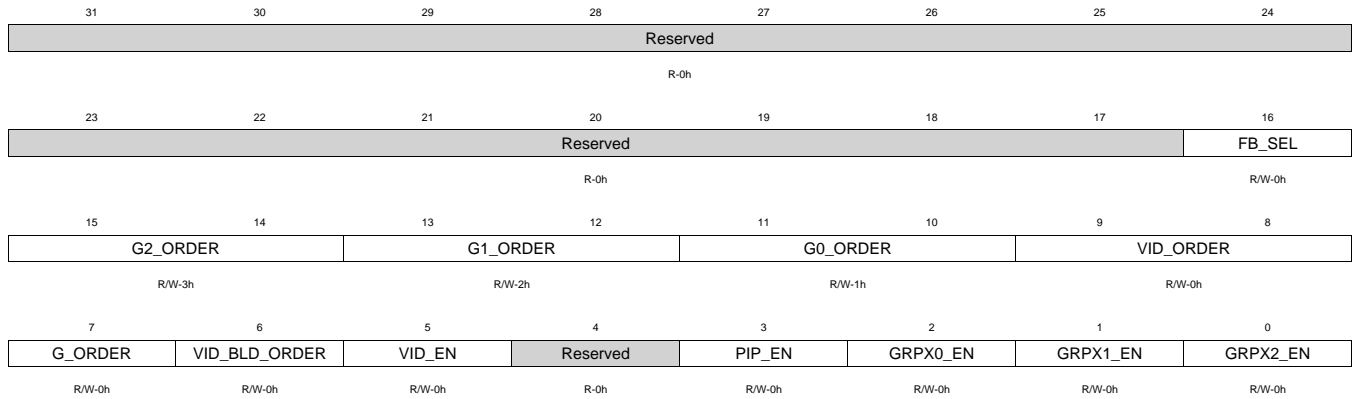 31 30 29 28 27 26 25 24
Reserved
R-0h
23 22 21 20 19 18 17 16
Reserved FB_SEL
R-0h R/W-0h
15 14 13 12 11 10 9 8
G2_ORDER G1_ORDER G0_ORDER VID_ORDER
R/W-3h R/W-2h R/W-1h R/W-0h
7 6 5 4 3 2 1 0
G_ORDER VID_BLD_ORDER VID_EN Reserved PIP_EN GRPX0_EN GRPX1_EN GRPX2_EN
R/W-0h R/W-0h R/W-0h R-0h R/W-0h R/W-0h R/W-0h R/W-0h